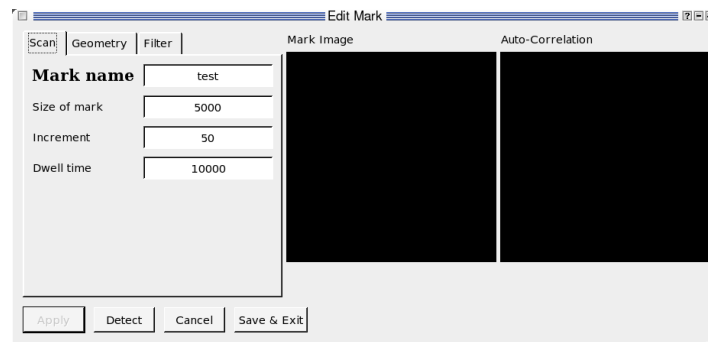 Edit Mark
Scan Geometry Filter
Mark Image
Auto-Correlation
Mark name test
Size of mark 5000
Increment 50
Dwell time 10000
Apply Detect Cancel Save & Exit